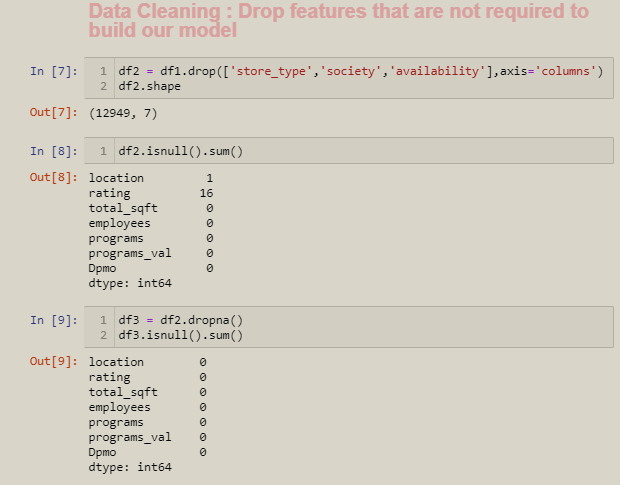 Data Cleaning : Drop features that are not required to
build our model
In [7]: 1 df2 = df1.drop(['store_type','society','availability'],axis='columns')
2 df2.shape
Out[7]: (12949, 7)
In [8]: 1 df2.isnull().sum()
Out[8]: location 1
rating 16
total_sqft 0
employees 0
programs 0
programs_val 0
Dpmo 0
dtype: int64
In [9]: 1 df3 = df2.dropna()
2 df3.isnull().sum()
Out[9]: location 0
rating 0
total_sqft 0
employees 0
programs 0
programs_val 0
Dpmo 0
dtype: int64